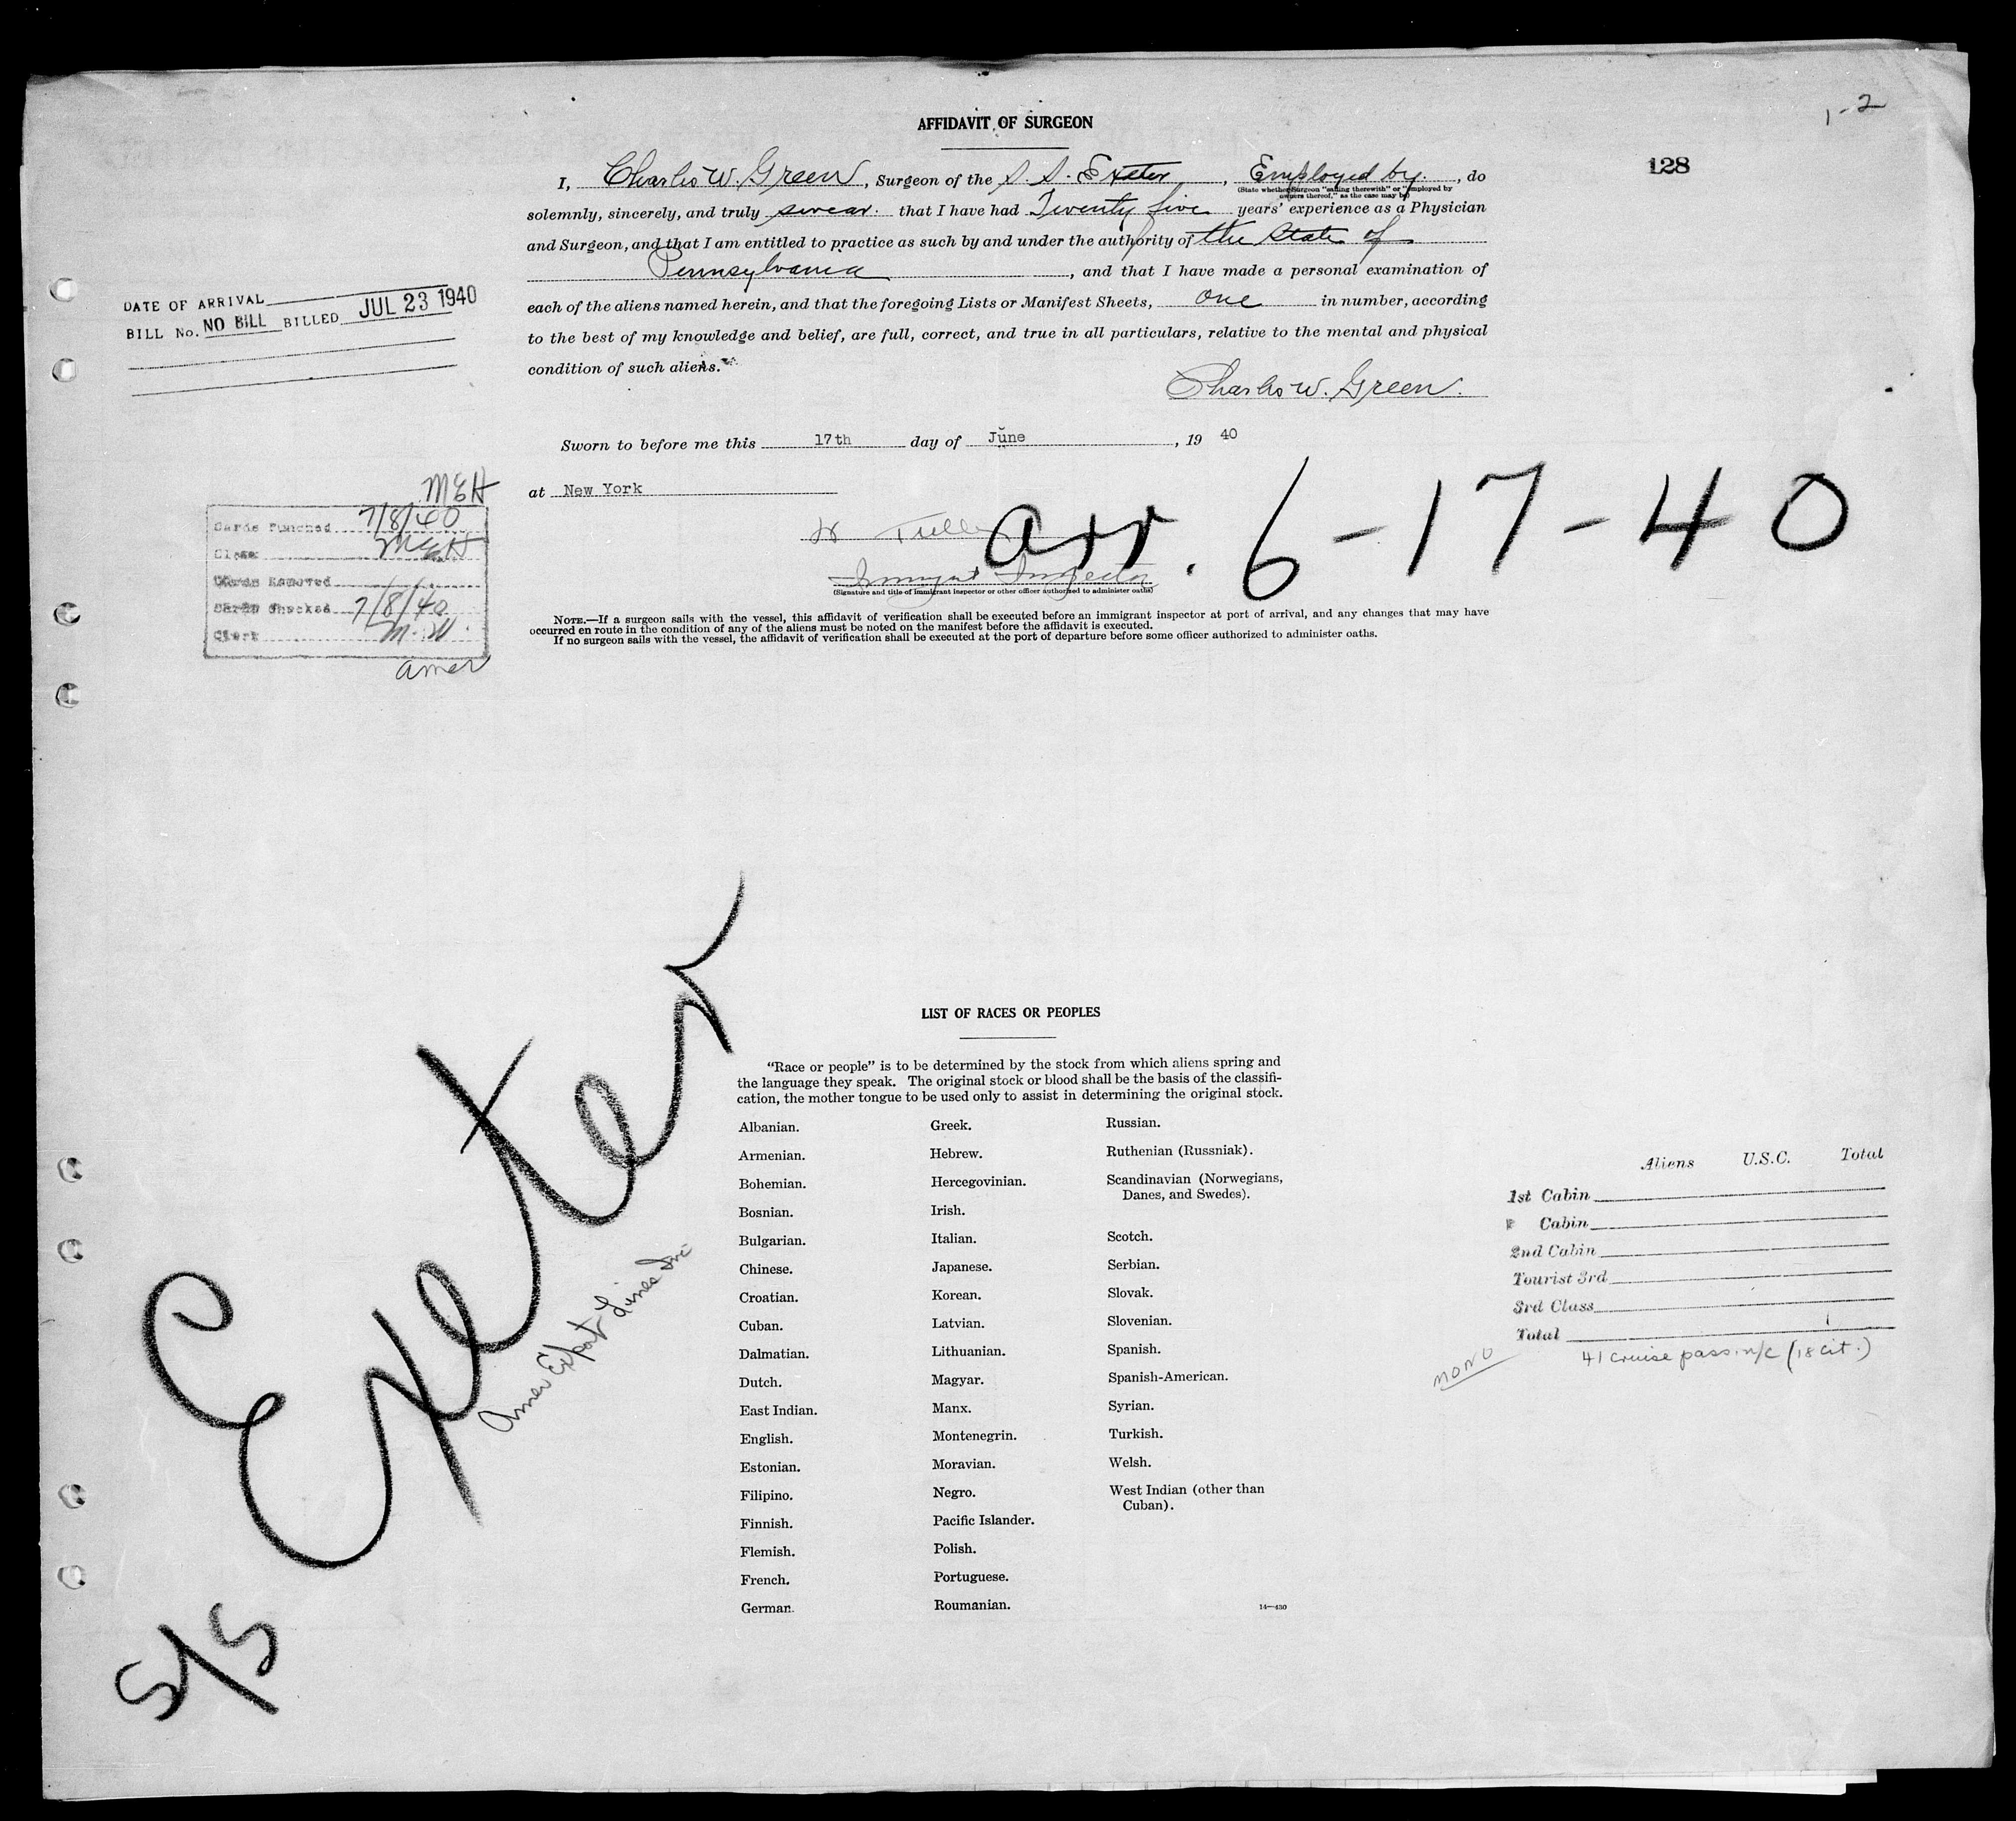 1-2
AFFIDAVIT OF SURGEON
128
I, Charles W. Green, Surgeon of the S. S. Exeter, Employed by, do
(State whether Surgeon "sailing therewith" or "employed by
owners thereof," as the case may be)
solemnly, sincerely, and truly swear that I have had Twenty five years' experience as a Physician
and Surgeon, and that I am entitled to practice as such by and under the authority of the State of
Pennsylvania, and that I have made a personal examination of
each of the aliens named herein, and that the foregoing Lists or Manifest Sheets, one in number, according
to the best of my knowledge and belief, are full, correct, and true in all particulars, relative to the mental and physical
condition of such aliens.
Charles W. Green.
DATE OF ARRIVAL
BILL No. NO BILL BILLED JUL 23 1940
Sworn to before me this 17th day of June, 19 40
at New York
arr. 6-17-40
Immigrant Inspector
(Signature and title of immigrant inspector or other officer authorized to administer oaths)
MEH
Cards Punched 7/8/40
Clerk MEH
Cards Removed
Cards Checked 7/8/40
Clerk M. W.
amer
NOTE.—If a surgeon sails with the vessel, this affidavit of verification shall be executed before an immigrant inspector at port of arrival, and any changes that may have
occurred en route in the condition of any of the aliens must be noted on the manifest before the affidavit is executed.
If no surgeon sails with the vessel, the affidavit of verification shall be executed at the port of departure before some officer authorized to administer oaths.
S/S Exeter
Amer Export Lines Inc
LIST OF RACES OR PEOPLES
"Race or people" is to be determined by the stock from which aliens spring and
the language they speak. The original stock or blood shall be the basis of the classifi-
cation, the mother tongue to be used only to assist in determining the original stock.
Albanian.
Armenian.
Bohemian.
Bosnian.
Bulgarian.
Chinese.
Croatian.
Cuban.
Dalmatian.
Dutch.
East Indian.
English.
Estonian.
Filipino.
Finnish.
Flemish.
French.
German.
Greek.
Hebrew.
Hercegovinian.
Irish.
Italian.
Japanese.
Korean.
Latvian.
Lithuanian.
Magyar.
Manx.
Montenegrin.
Moravian.
Negro.
Pacific Islander.
Polish.
Portuguese.
Roumanian.
Russian.
Ruthenian (Russniak).
Scandinavian (Norwegians,
Danes, and Swedes).
Scotch.
Serbian.
Slovak.
Slovenian.
Spanish.
Spanish-American.
Syrian.
Turkish.
Welsh.
West Indian (other than
Cuban).
14—430
Aliens U.S.C. Total
1st Cabin
Cabin
2nd Cabin
Tourist 3rd
3rd Class
Total 1
41 cruise pass. n/c (18 cit.)